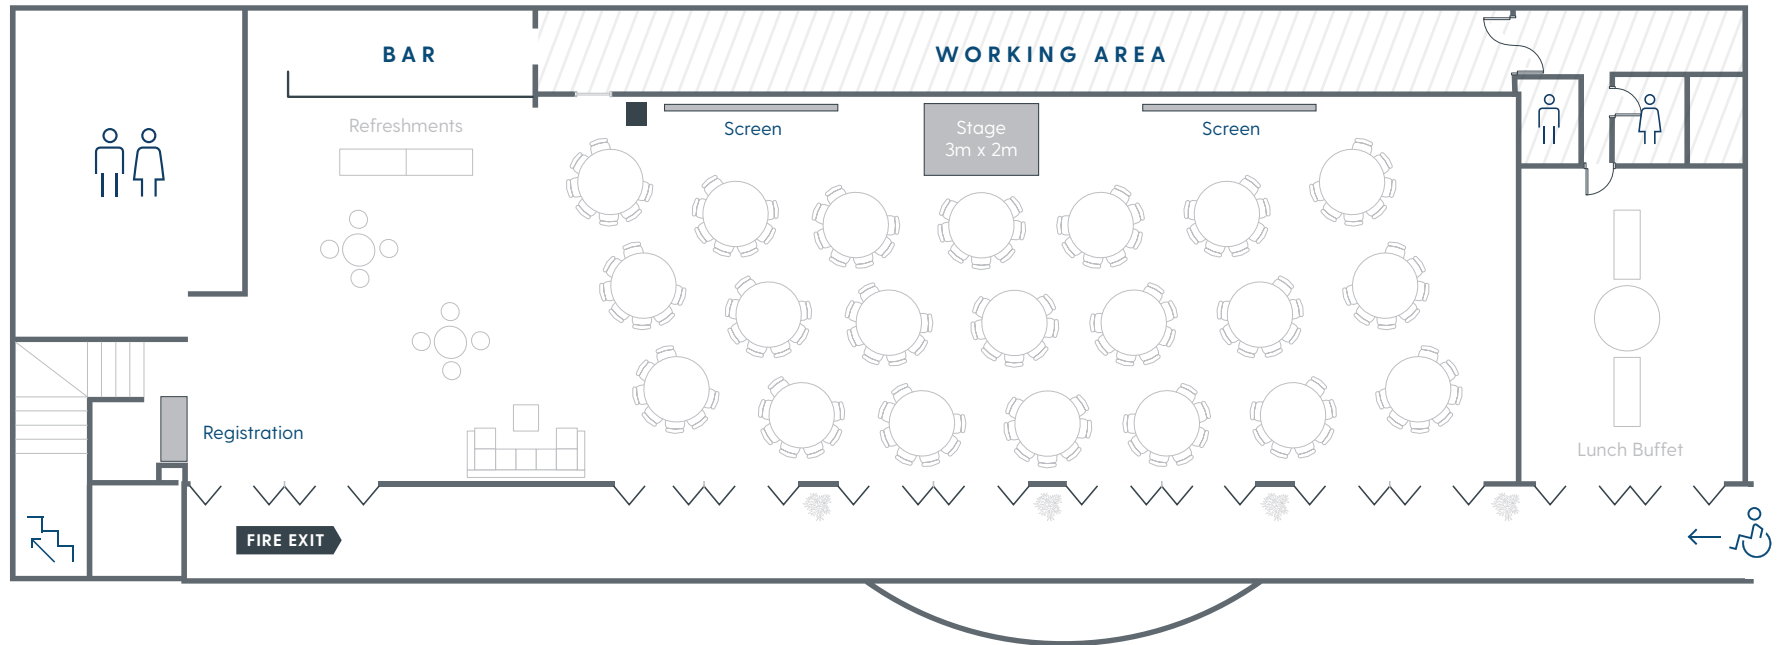 BAR
WORKING AREA
Refreshments
Screen
Stage
3m x 2m
Screen
Registration
Lunch Buffet
FIRE EXIT